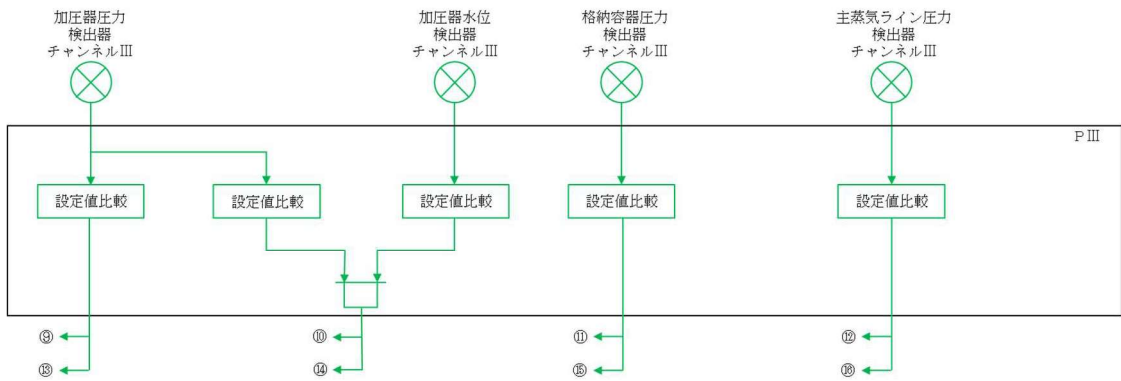 加圧器圧力
検出器
チャンネルⅢ
加圧器水位
検出器
チャンネルⅢ
格納容器圧力
検出器
チャンネルⅢ
主蒸気ライン圧力
検出器
チャンネルⅢ
PⅢ
設定値比較
設定値比較
設定値比較
設定値比較
設定値比較
⑨
⑩
⑪
⑫
⑬
⑭
⑮
⑯